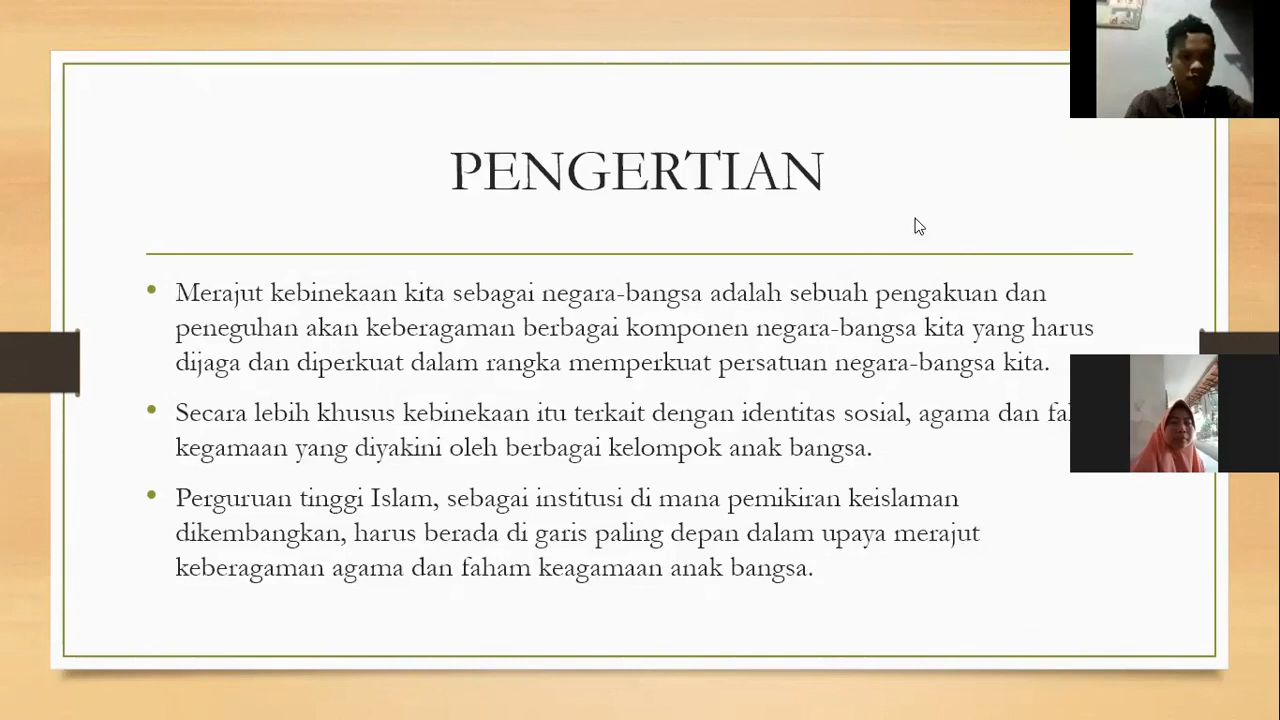 PENGERTIAN
• Merajut kebinekaan kita sebagai negara-bangsa adalah sebuah pengakuan dan
peneguhan akan keberagaman berbagai komponen negara-bangsa kita yang harus
dijaga dan diperkuat dalam rangka memperkuat persatuan negara-bangsa kita.
• Secara lebih khusus kebinekaan itu terkait dengan identitas sosial, agama dan
kegamaan yang diyakini oleh berbagai kelompok anak bangsa.
• Perguruan tinggi Islam, sebagai institusi di mana pemikiran keislaman
dikembangkan, harus berada di garis paling depan dalam upaya merajut
keberagaman agama dan faham keagamaan anak bangsa.